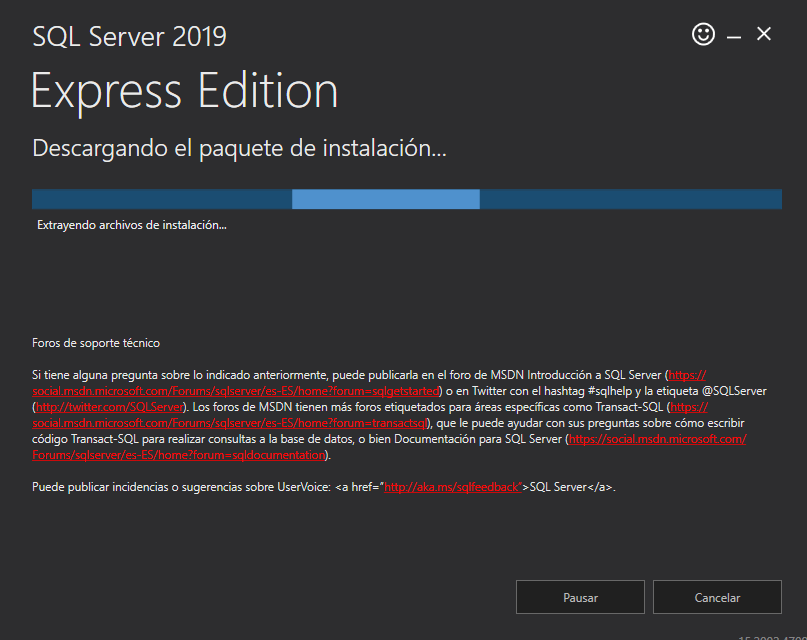 SQL Server 2019
Express Edition
Descargando el paquete de instalación...
Extrayendo archivos de instalación...
Foros de soporte técnico
Si tiene alguna pregunta sobre lo indicado anteriormente, puede publicarla en el foro de MSDN Introducción a SQL Server (https://
social.msdn.microsoft.com/Forums/sqlserver/es-ES/home?forum=sqlgetstarted) o en Twitter con el hashtag #sqlhelp y la etiqueta @SQLServer
(http://twitter.com/SQLServer). Los foros de MSDN tienen más foros etiquetados para áreas específicas como Transact-SQL (https://
social.msdn.microsoft.com/Forums/sqlserver/es-ES/home?forum=transactsql), que le puede ayudar con sus preguntas sobre cómo escribir
código Transact-SQL para realizar consultas a la base de datos, o bien Documentación para SQL Server (https://social.msdn.microsoft.com/
Forums/sqlserver/es-ES/home?forum=sqldocumentation).
Puede publicar incidencias o sugerencias sobre UserVoice: <a href="http://aka.ms/sqlfeedback">SQL Server</a>.
Pausar
Cancelar